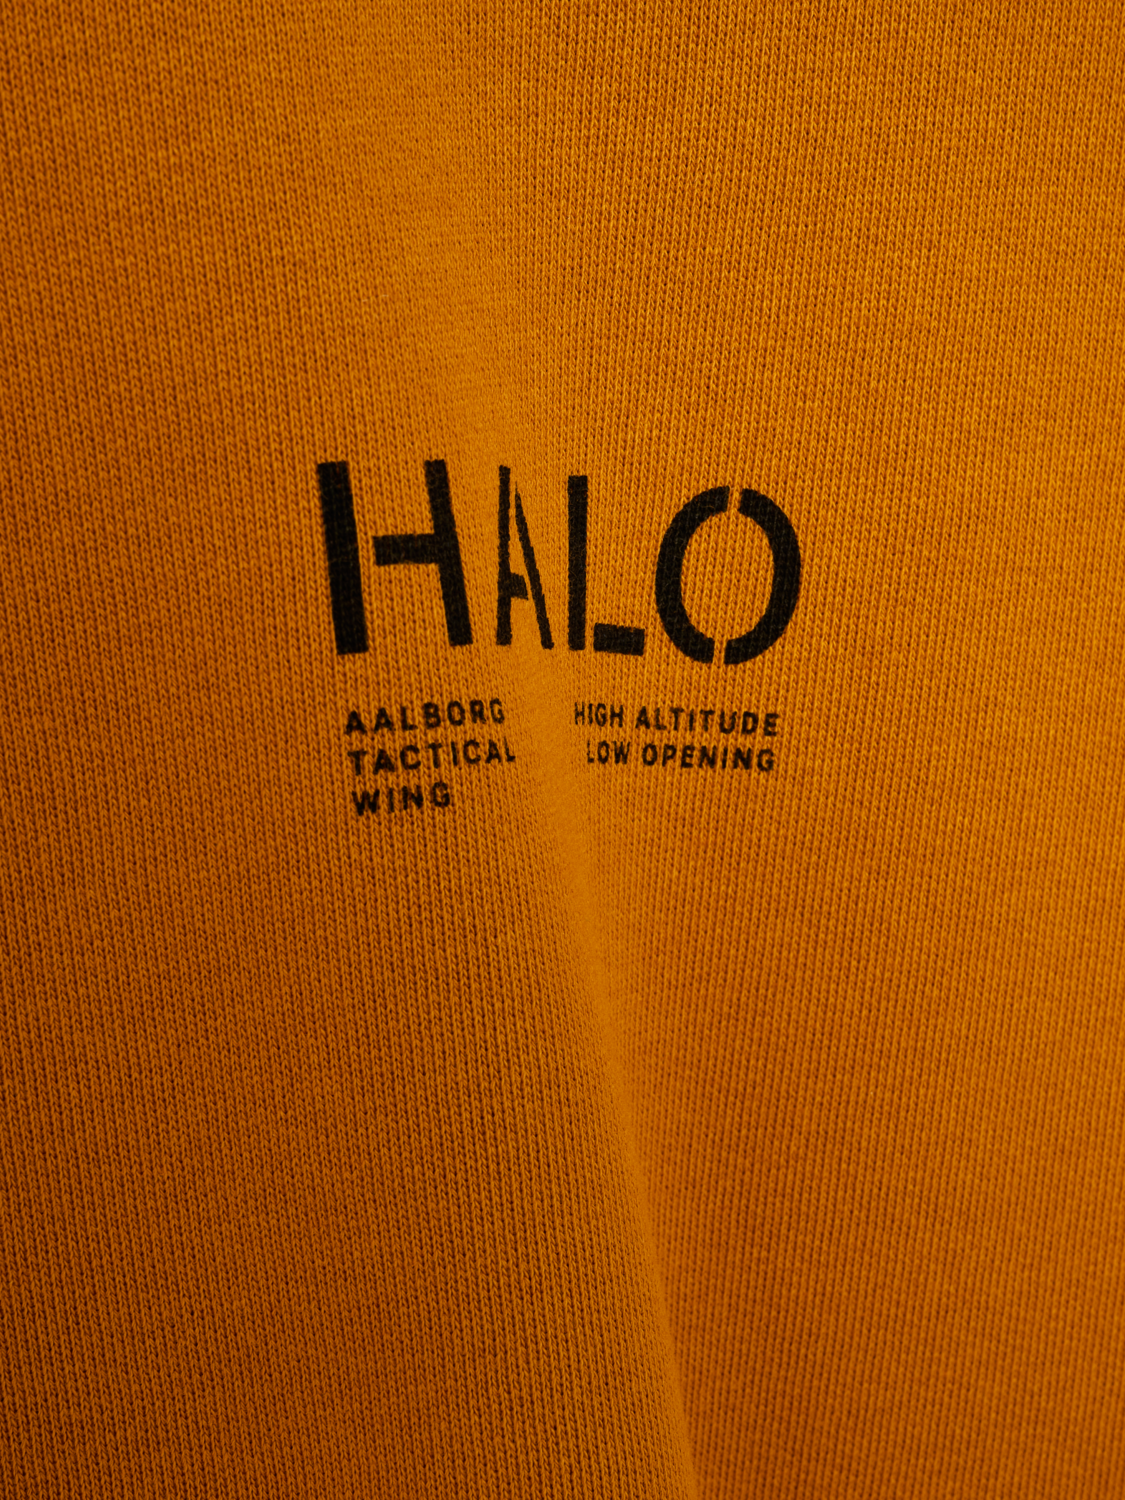 HALO
AALBORG
TACTICAL
WING
HIGH ALTITUDE
LOW OPENING